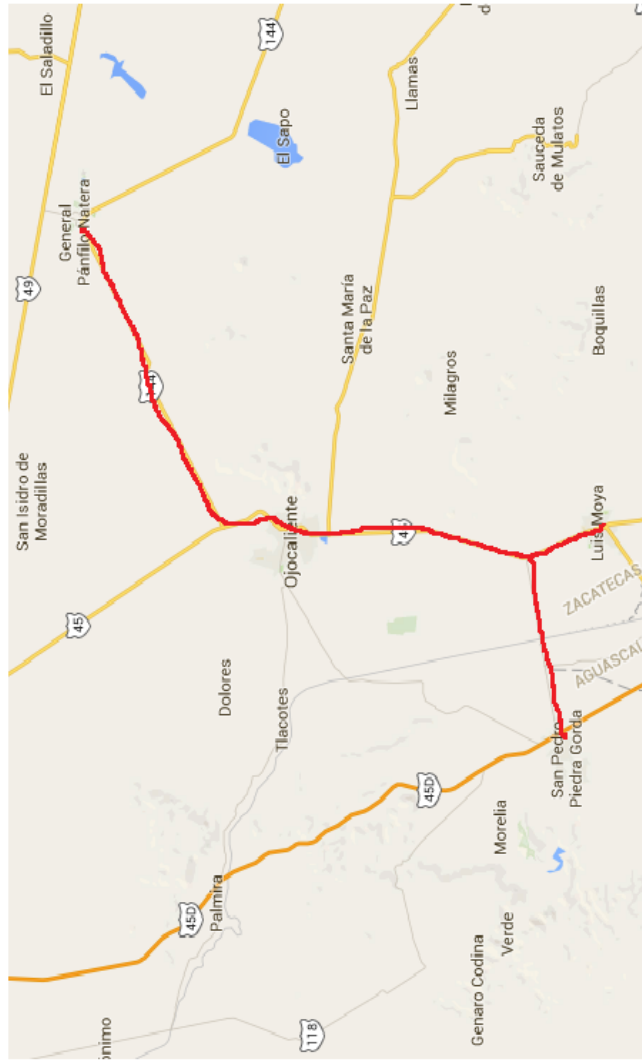 San Isidro de
Moradillas
49
El Saladillo
General
Pánfilo Natera
45
ónimo
45D
Palmira
Dolores
144
Tlacotes
Ojocaliente
El Sapo
118
Santa María
de la Paz
Llamas
45D
Milagros
Genaro Codina
Morelia
Verde
Sauceda
de Mulatos
San Pedro
Piedra Gorda
AGUASCAL
ZACATECAS
Luis Moya
Boquillas